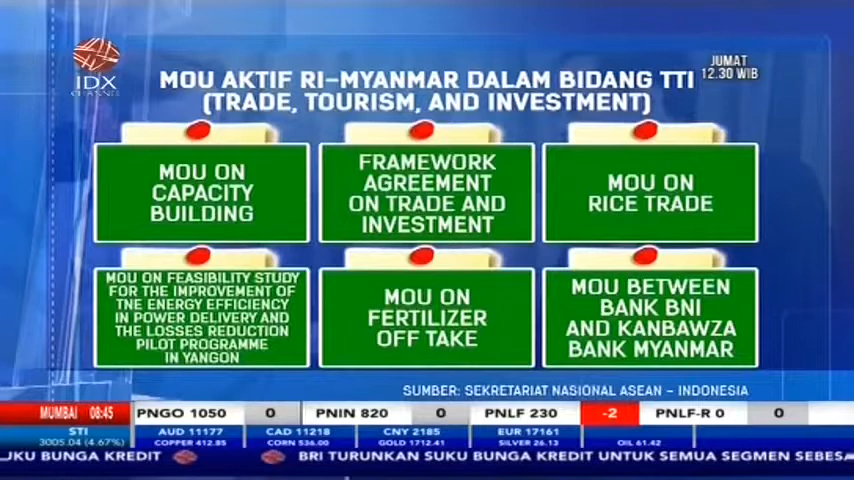 IDX
CHANNEL
MOU AKTIF RI-MYANMAR DALAM BIDANG TTI
(TRADE, TOURISM, AND INVESTMENT)
JUMAT
12.30 WIB
MOU ON
CAPACITY
BUILDING
FRAMEWORK
AGREEMENT
ON TRADE AND
INVESTMENT
MOU ON
RICE TRADE
MOU ON FEASIBILITY STUDY
FOR THE IMPROVEMENT OF
THE ENERGY EFFICIENCY
IN POWER DELIVERY AND
THE LOSSES REDUCTION
PILOT PROGRAMME
IN YANGON
MOU ON
FERTILIZER
OFF TAKE
MOU BETWEEN
BANK BNI
AND KANBAWZA
BANK MYANMAR
SUMBER: SEKRETARIAT NASIONAL ASEAN - INDONESIA
MUMBAI 08:45 PNGO 1050 0 PNIN 820 0 PNLF 230 -2 PNLF-R 0 0
STI AUD 11177 CAD 11218 CNY 2185 EUR 17161
3005.04 (4.67%) COPPER 412.85 CORN 536.00 GOLD 1712.41 SILVER 26.13 OIL 61.42
UKU BUNGA KREDIT BRI TURUNKAN SUKU BUNGA KREDIT UNTUK SEMUA SEGMEN SEBESA